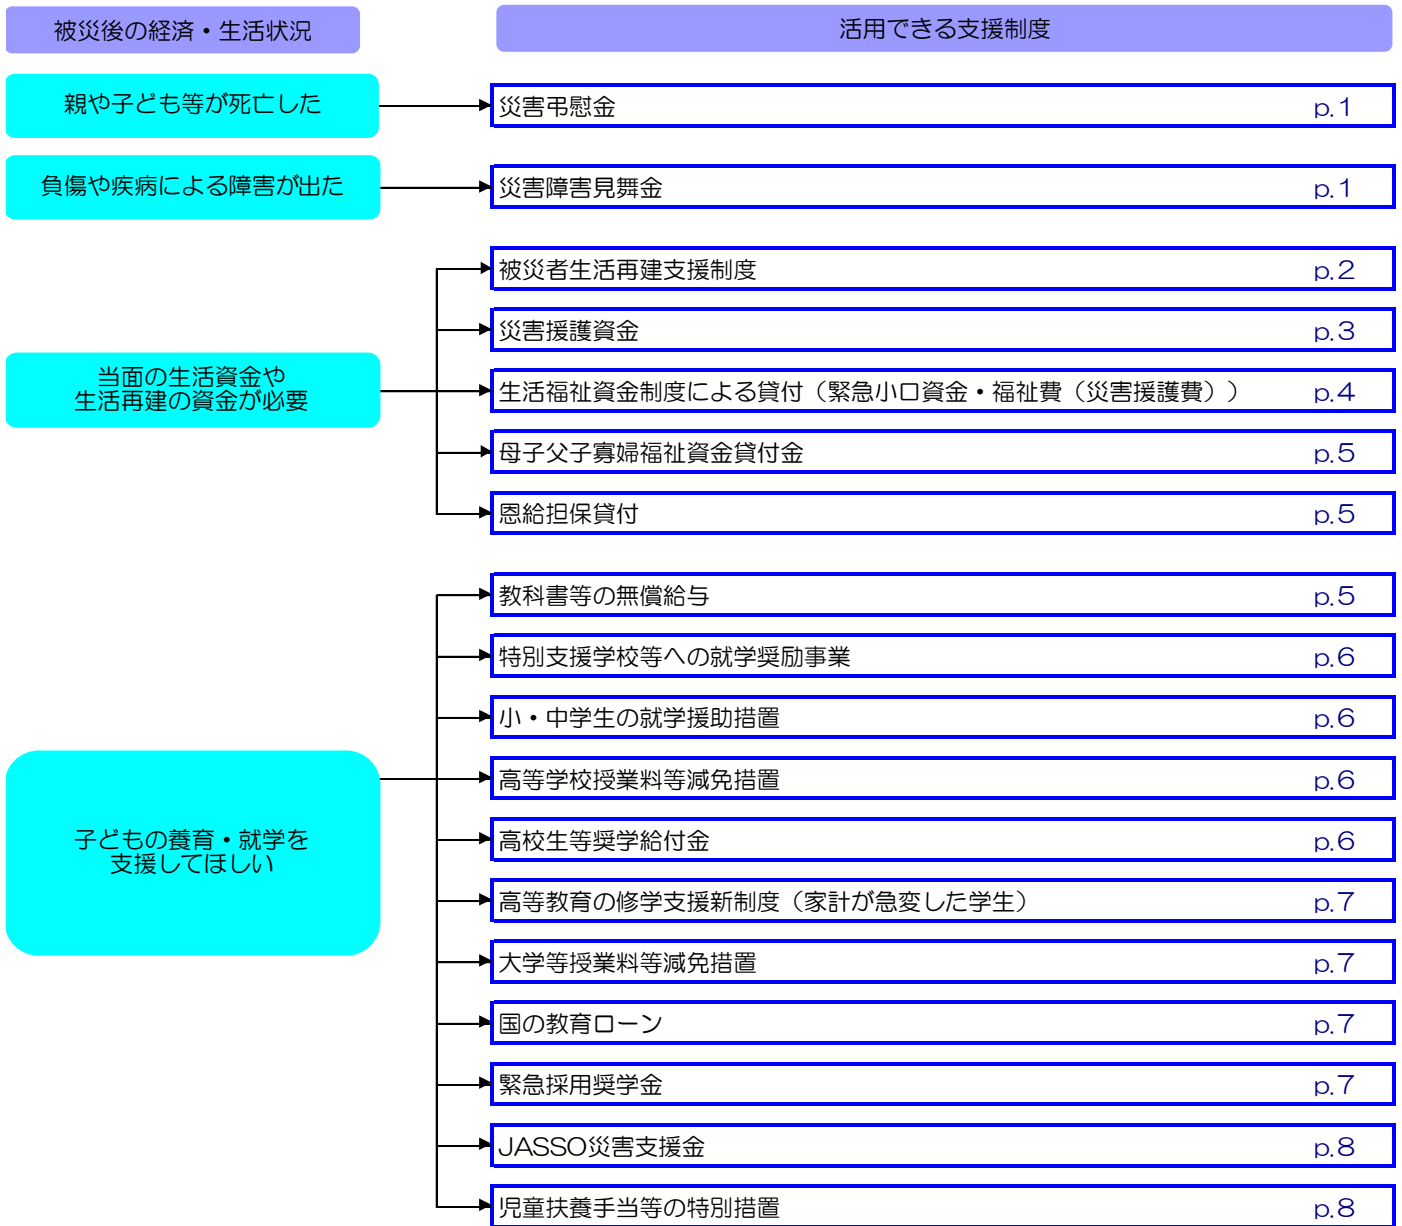 被災後の経済・生活状況
活用できる支援制度
親や子ども等が死亡した
災害弔慰金 p.1
負傷や疾病による障害が出た
災害障害見舞金 p.1
当面の生活資金や
生活再建の資金が必要
被災者生活再建支援制度 p.2
災害援護資金 p.3
生活福祉資金制度による貸付（緊急小口資金・福祉費（災害援護費）） p.4
母子父子寡婦福祉資金貸付金 p.5
恩給担保貸付 p.5
子どもの養育・就学を
支援してほしい
教科書等の無償給与 p.5
特別支援学校等への就学奨励事業 p.6
小・中学生の就学援助措置 p.6
高等学校授業料等減免措置 p.6
高校生等奨学給付金 p.6
高等教育の修学支援新制度（家計が急変した学生） p.7
大学等授業料等減免措置 p.7
国の教育ローン p.7
緊急採用奨学金 p.7
JASSO災害支援金 p.8
児童扶養手当等の特別措置 p.8